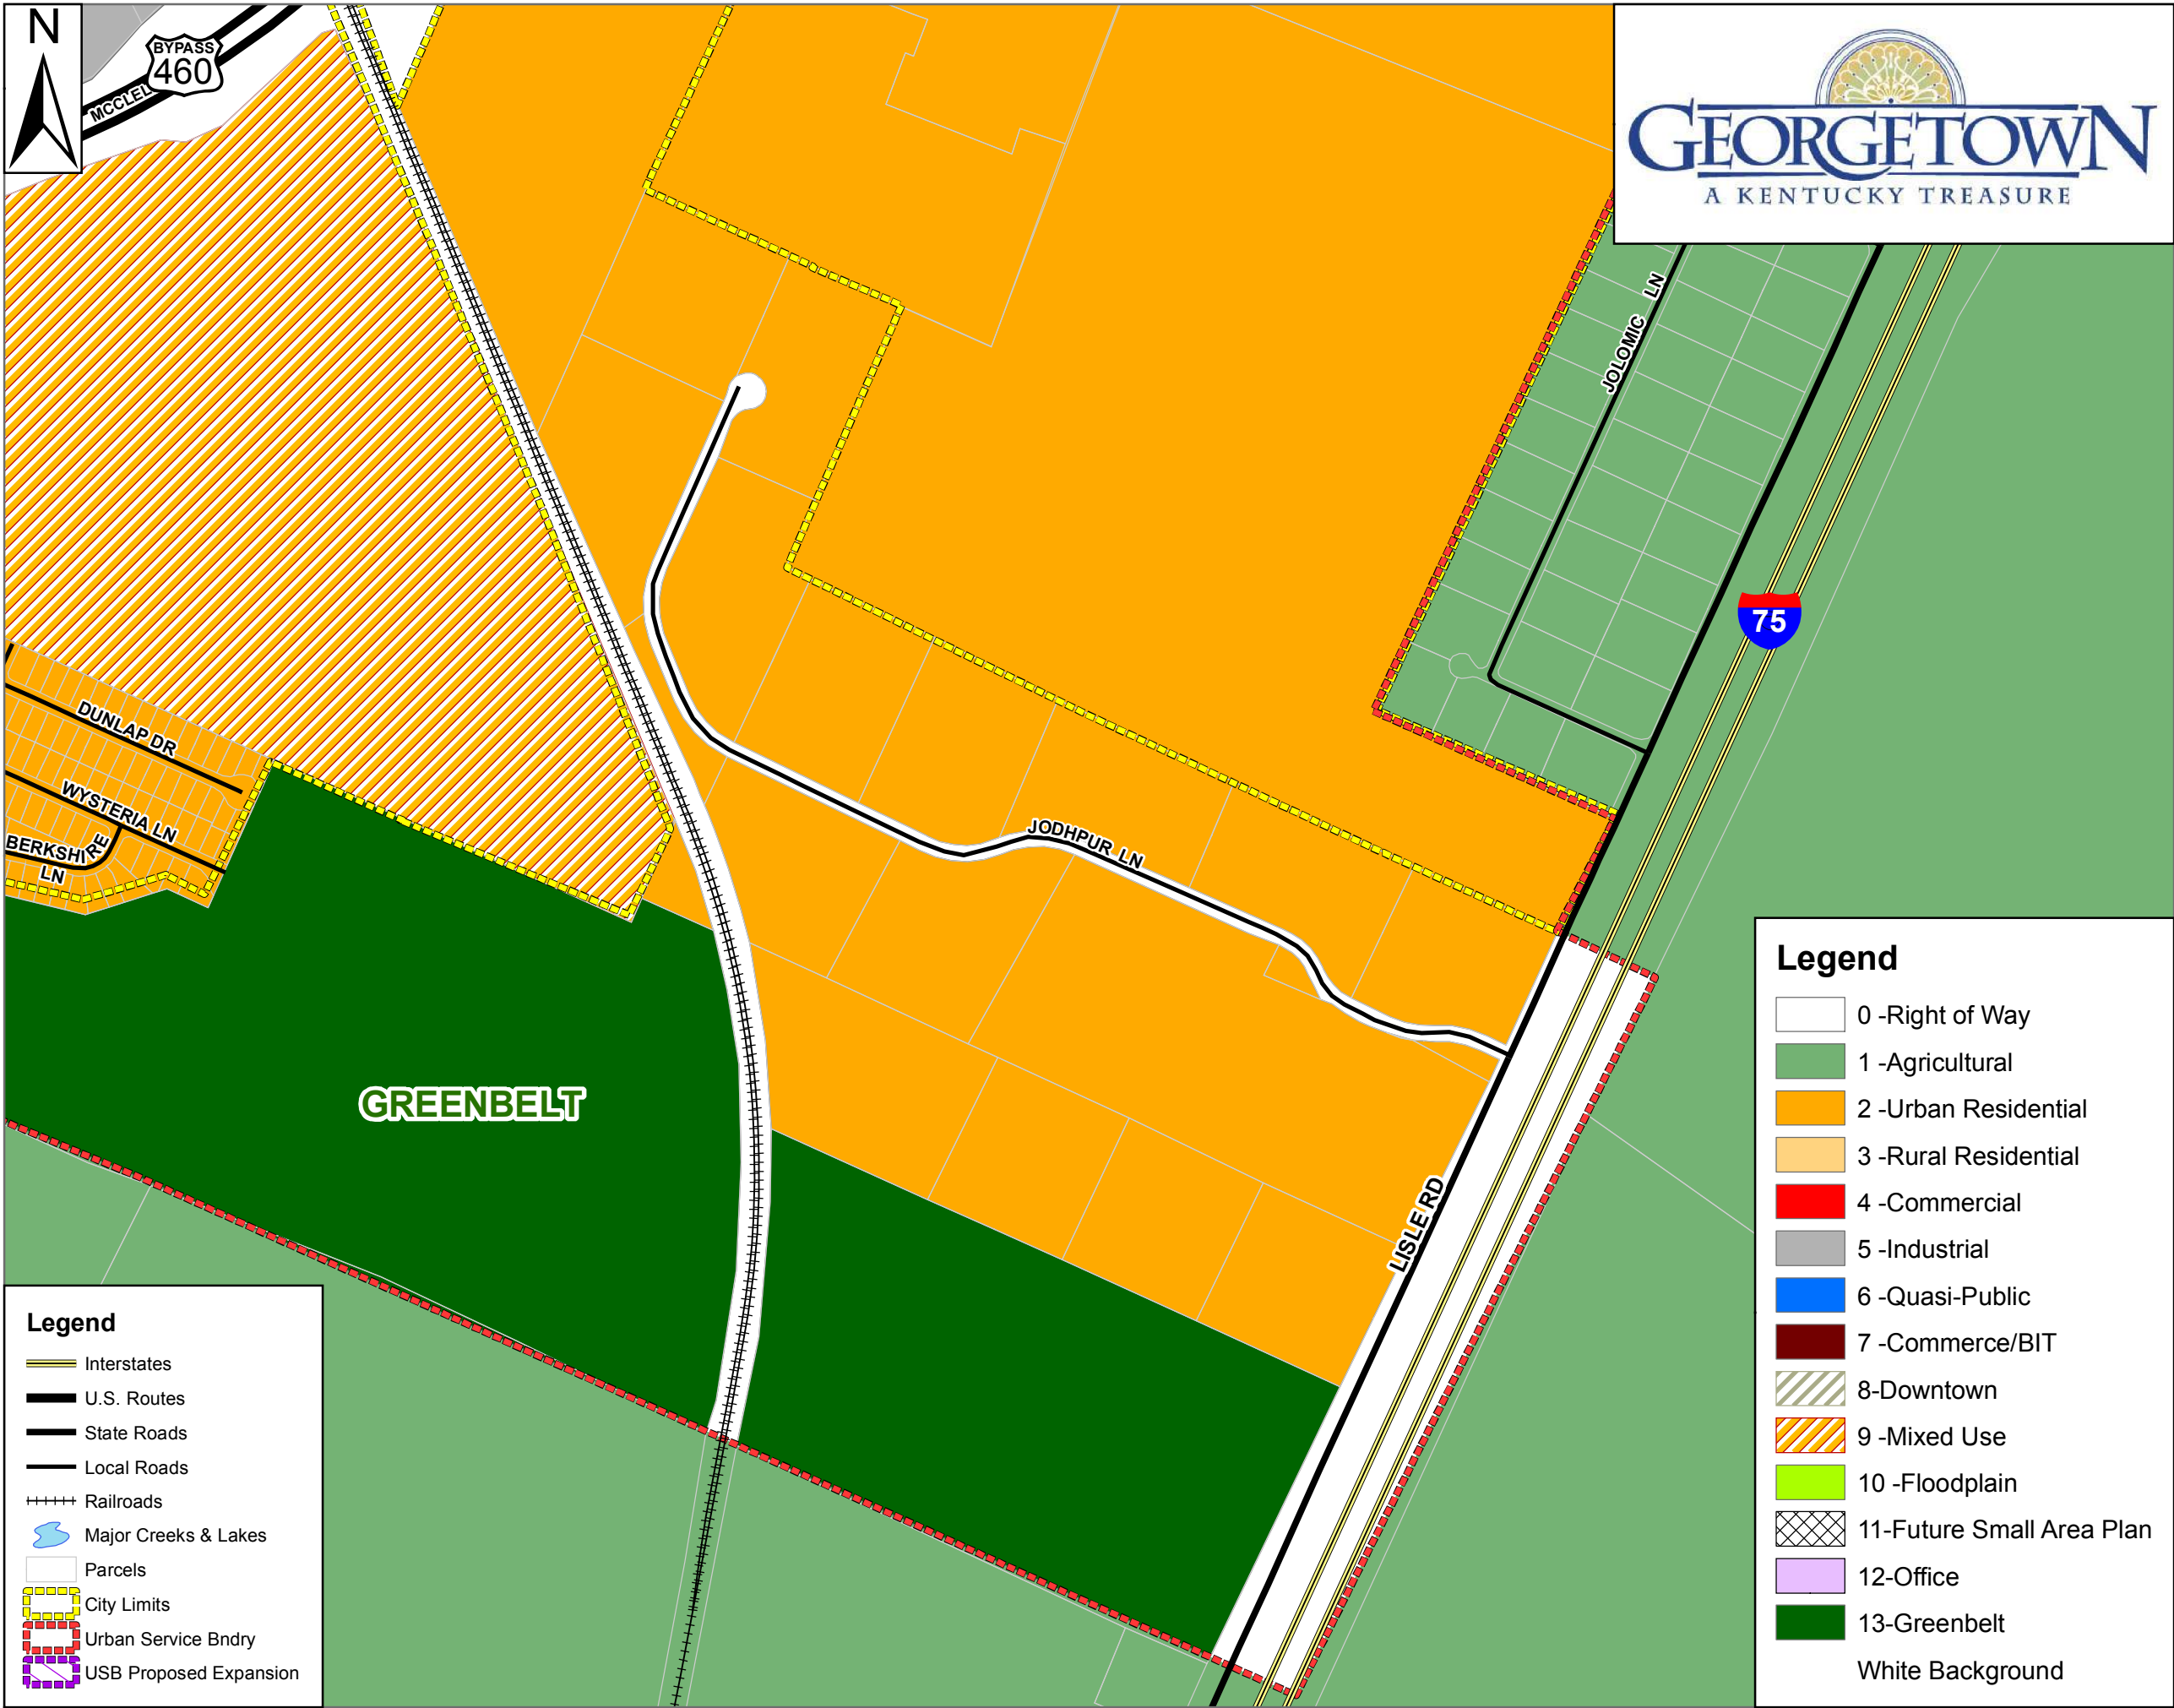 N
BYPASS
460
MCCLEL
GEORGETOWN
A KENTUCKY TREASURE
JOLOMIC LN
75
DUNLAP DR
WYSTERIA LN
BERKSHIRE
LN
JODHPUR LN
GREENBELT
LISLE RD
Legend
Interstates
U.S. Routes
State Roads
Local Roads
Railroads
Major Creeks & Lakes
Parcels
City Limits
Urban Service Bndry
USB Proposed Expansion
Legend
0 -Right of Way
1 -Agricultural
2 -Urban Residential
3 -Rural Residential
4 -Commercial
5 -Industrial
6 -Quasi-Public
7 -Commerce/BIT
8-Downtown
9 -Mixed Use
10 -Floodplain
11-Future Small Area Plan
12-Office
13-Greenbelt
White Background